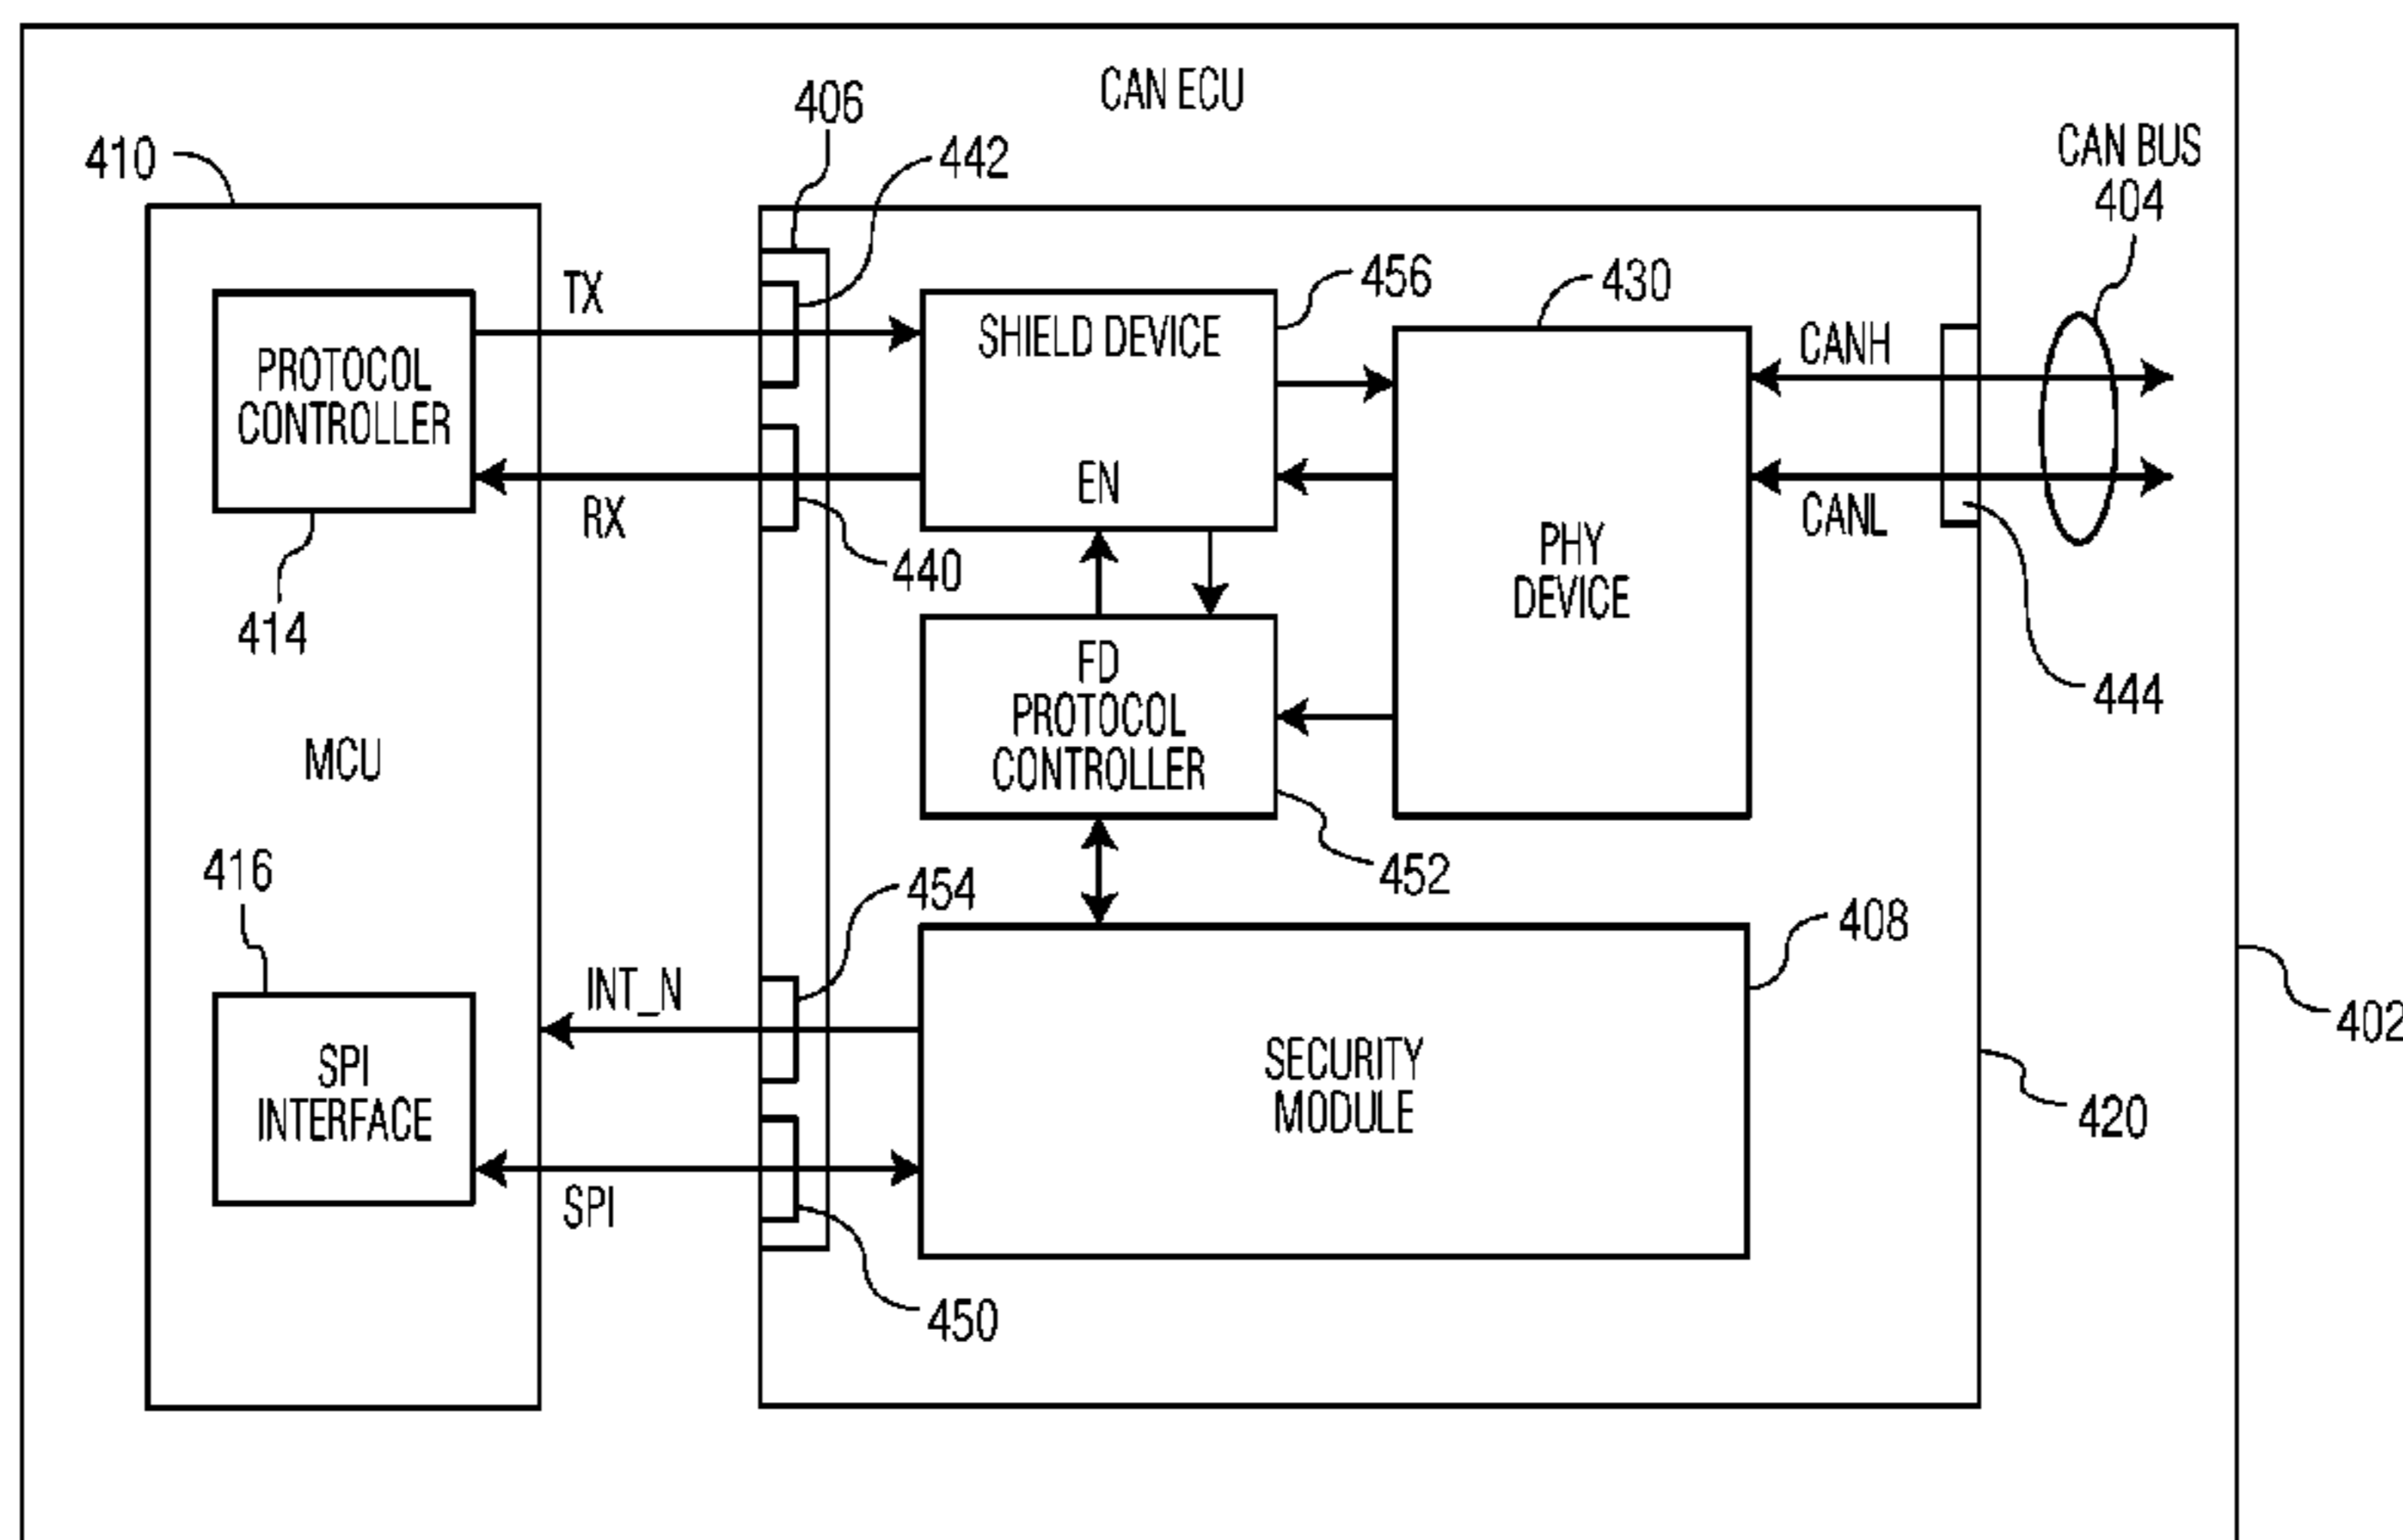 CAN ECU
406
442
CAN BUS
404
410
TX
SHIELD DEVICE
456
430
CANH
PROTOCOL
CONTROLLER
EN
RX
CANL
440
PHY
DEVICE
414
FD
PROTOCOL
CONTROLLER
444
MCU
452
416
454
408
INT_N
402
SPI
INTERFACE
SECURITY
MODULE
420
SPI
450